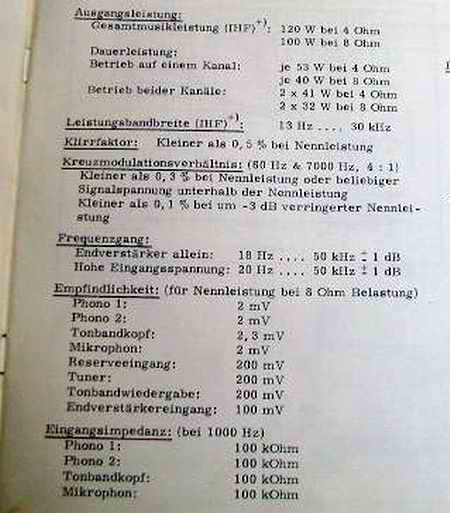 Ausgangsleistung:
Gesamtmusikleistung (IHF)+): 120 W bei 4 Ohm
100 W bei 8 Ohm
Dauerleistung:
Betrieb auf einem Kanal: je 53 W bei 4 Ohm
je 40 W bei 8 Ohm
Betrieb beider Kanäle: 2 x 41 W bei 4 Ohm
2 x 32 W bei 8 Ohm
Leistungsbandbreite (IHF)+): 13 Hz .... 30 kHz
Klirrfaktor: Kleiner als 0,5 % bei Nennleistung
Kreuzmodulationsverhältnis: (60 Hz & 7000 Hz, 4 : 1)
Kleiner als 0,3 % bei Nennleistung oder beliebiger
Signalspannung unterhalb der Nennleistung
Kleiner als 0,1 % bei um -3 dB verringerter Nennlei-
stung
Frequenzgang:
Endverstärker allein: 18 Hz .... 50 kHz ± 1 dB
Hohe Eingangsspannung: 20 Hz .... 50 kHz ± 1 dB
Empfindlichkeit: (für Nennleistung bei 8 Ohm Belastung)
Phono 1: 2 mV
Phono 2: 2 mV
Tonbandkopf: 2,3 mV
Mikrophon: 2 mV
Reserveeingang: 200 mV
Tuner: 200 mV
Tonbandwiedergabe: 200 mV
Endverstärkereingang: 100 mV
Eingangsimpedanz: (bei 1000 Hz)
Phono 1: 100 kOhm
Phono 2: 100 kOhm
Tonbandkopf: 100 kOhm
Mikrophon: 100 kOhm